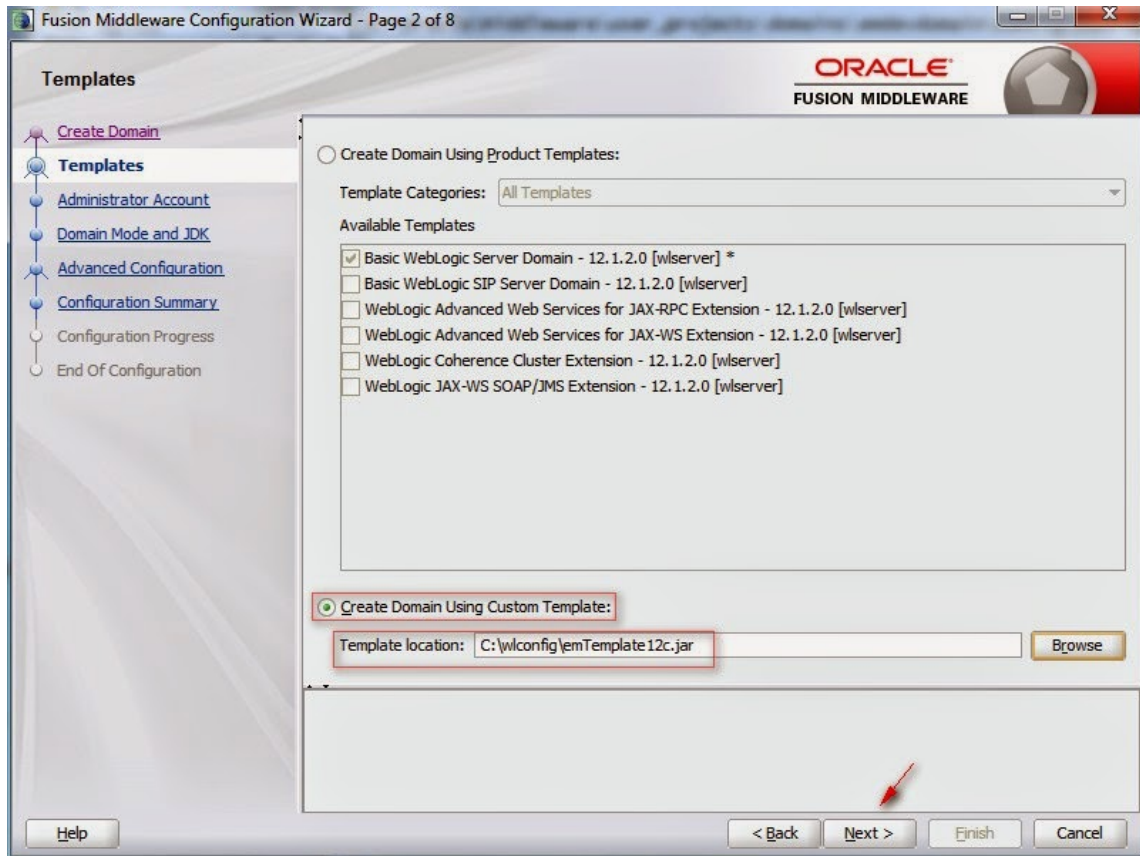 Fusion Middleware Configuration Wizard - Page 2 of 8
Templates
ORACLE
FUSION MIDDLEWARE
Create Domain
Templates
Administrator Account
Domain Mode and JDK
Advanced Configuration
Configuration Summary
Configuration Progress
End Of Configuration
Create Domain Using Product Templates:
Template Categories: All Templates
Available Templates
Basic WebLogic Server Domain - 12.1.2.0 [wlserver] *
Basic WebLogic SIP Server Domain - 12.1.2.0 [wlserver]
WebLogic Advanced Web Services for JAX-RPC Extension - 12.1.2.0 [wlserver]
WebLogic Advanced Web Services for JAX-WS Extension - 12.1.2.0 [wlserver]
WebLogic Coherence Cluster Extension - 12.1.2.0 [wlserver]
WebLogic JAX-WS SOAP/JMS Extension - 12.1.2.0 [wlserver]
Create Domain Using Custom Template:
Template location: C:\wlconfig\emTemplate12c.jar Browse
Help < Back Next > Finish Cancel